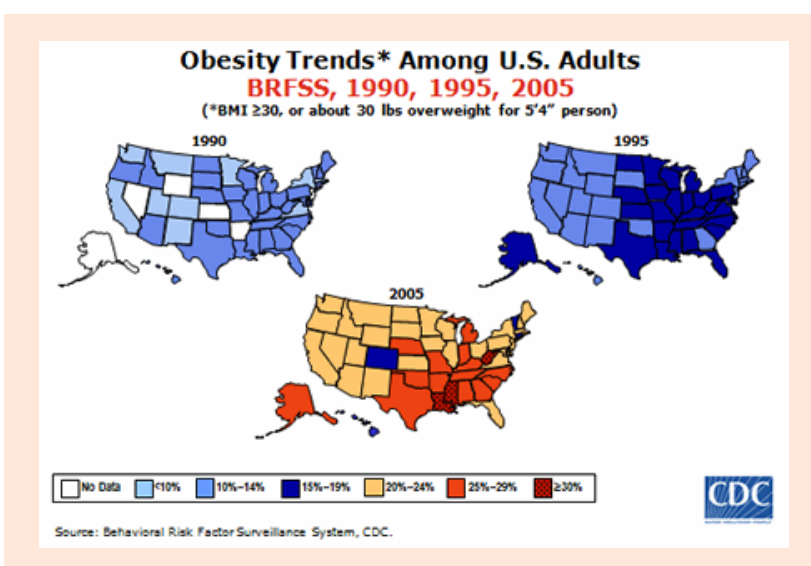 Obesity Trends* Among U.S. Adults
BRFSS, 1990, 1995, 2005
(*BMI ≥30, or about 30 lbs overweight for 5’4” person)
1990
1995
2005
No Data <10% 10%–14% 15%–19% 20%–24% 25%–29% ≥30%
CDC
Source: Behavioral Risk Factor Surveillance System, CDC.